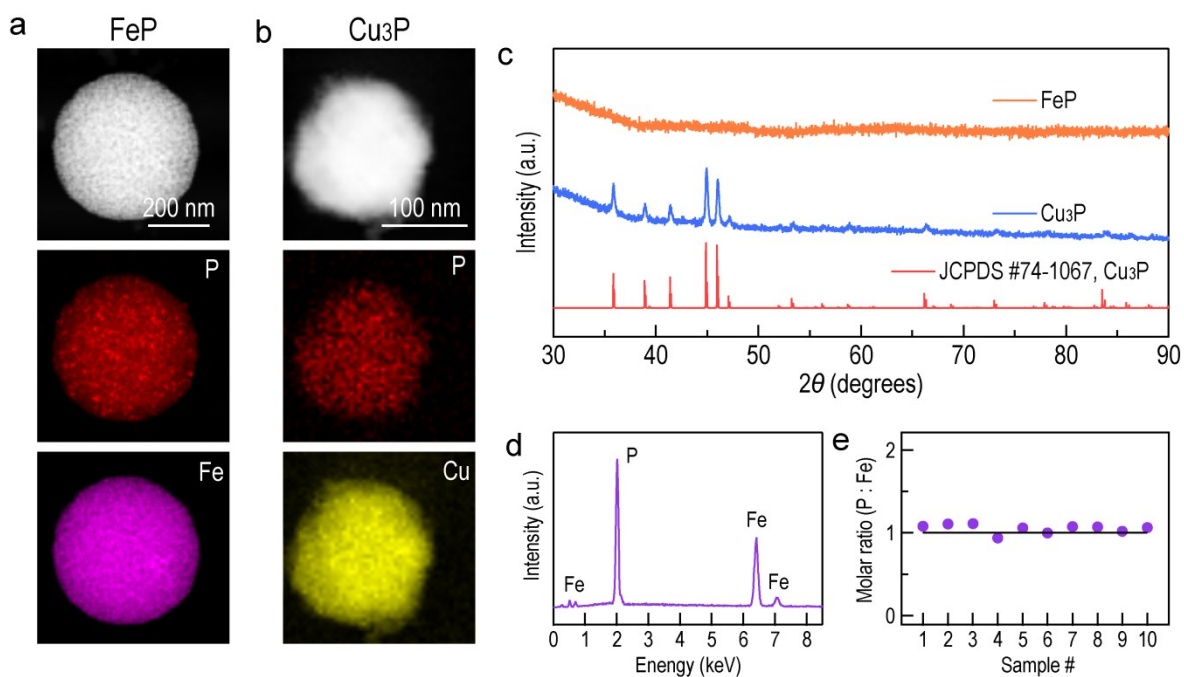 a
FeP
200 nm
P
Fe
b
Cu₃P
100 nm
P
Cu
c
Intensity (a.u.)
FeP
Cu₃P
JCPDS #74-1067, Cu₃P
30 40 50 60 70 80 90
2θ (degrees)
d
Intensity (a.u.)
P
Fe
Fe
Fe
0 1 2 3 4 5 6 7 8
Energy (keV)
e
Molar ratio (P : Fe)
2
1
0
1 2 3 4 5 6 7 8 9 10
Sample #